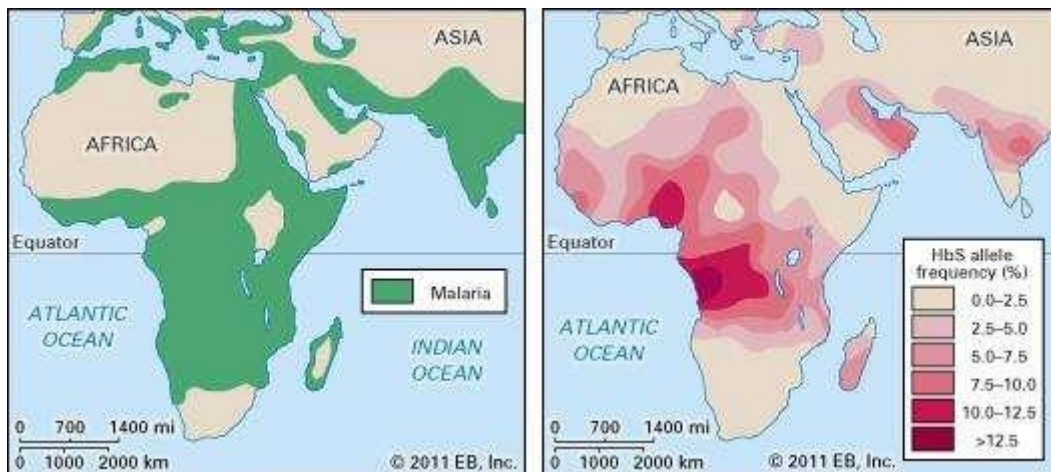 ASIA
AFRICA
Equator
Malaria
ATLANTIC
OCEAN
INDIAN
OCEAN
0 700 1400 mi
0 1000 2000 km
© 2011 EB, Inc.
ASIA
AFRICA
Equator
ATLANTIC
OCEAN
HbS allele
frequency (%)
0.0–2.5
2.5–5.0
5.0–7.5
7.5–10.0
10.0–12.5
>12.5
0 700 1400 mi
0 1000 2000 km
© 2011 EB, Inc.